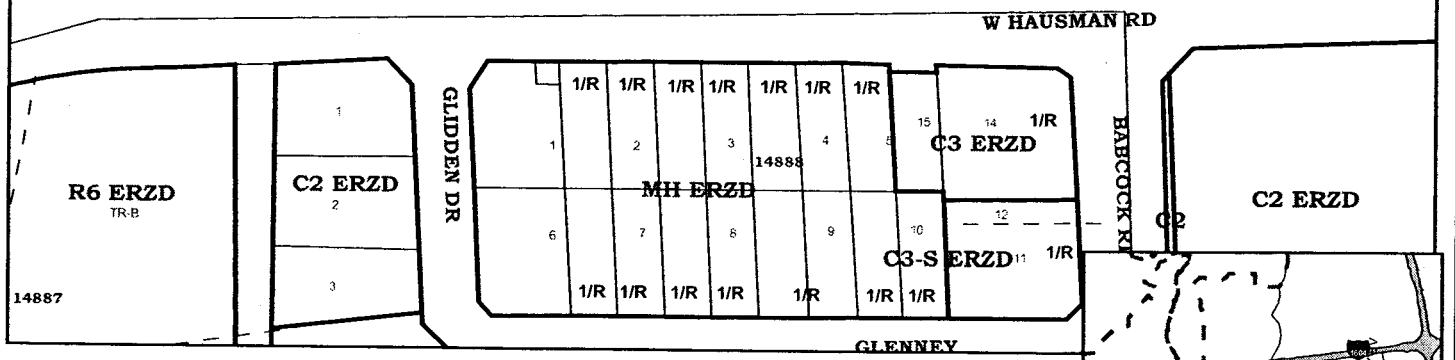 W HAUSMAN RD
1/R 1/R 1/R 1/R 1/R 1/R 1/R
1
GLIDDEN DR
15 14 1/R
C3 ERZD
BABCOCK
1 2 3 4 5
14888
R6 ERZD
TR-B
C2 ERZD
2
MH ERZD
C2 ERZD
C2
12
6 7 8 9 10
C3-S ERZD 11 1/R
3
14887
1/R 1/R 1/R 1/R 1/R 1/R 1/R
GLENNEY
1604